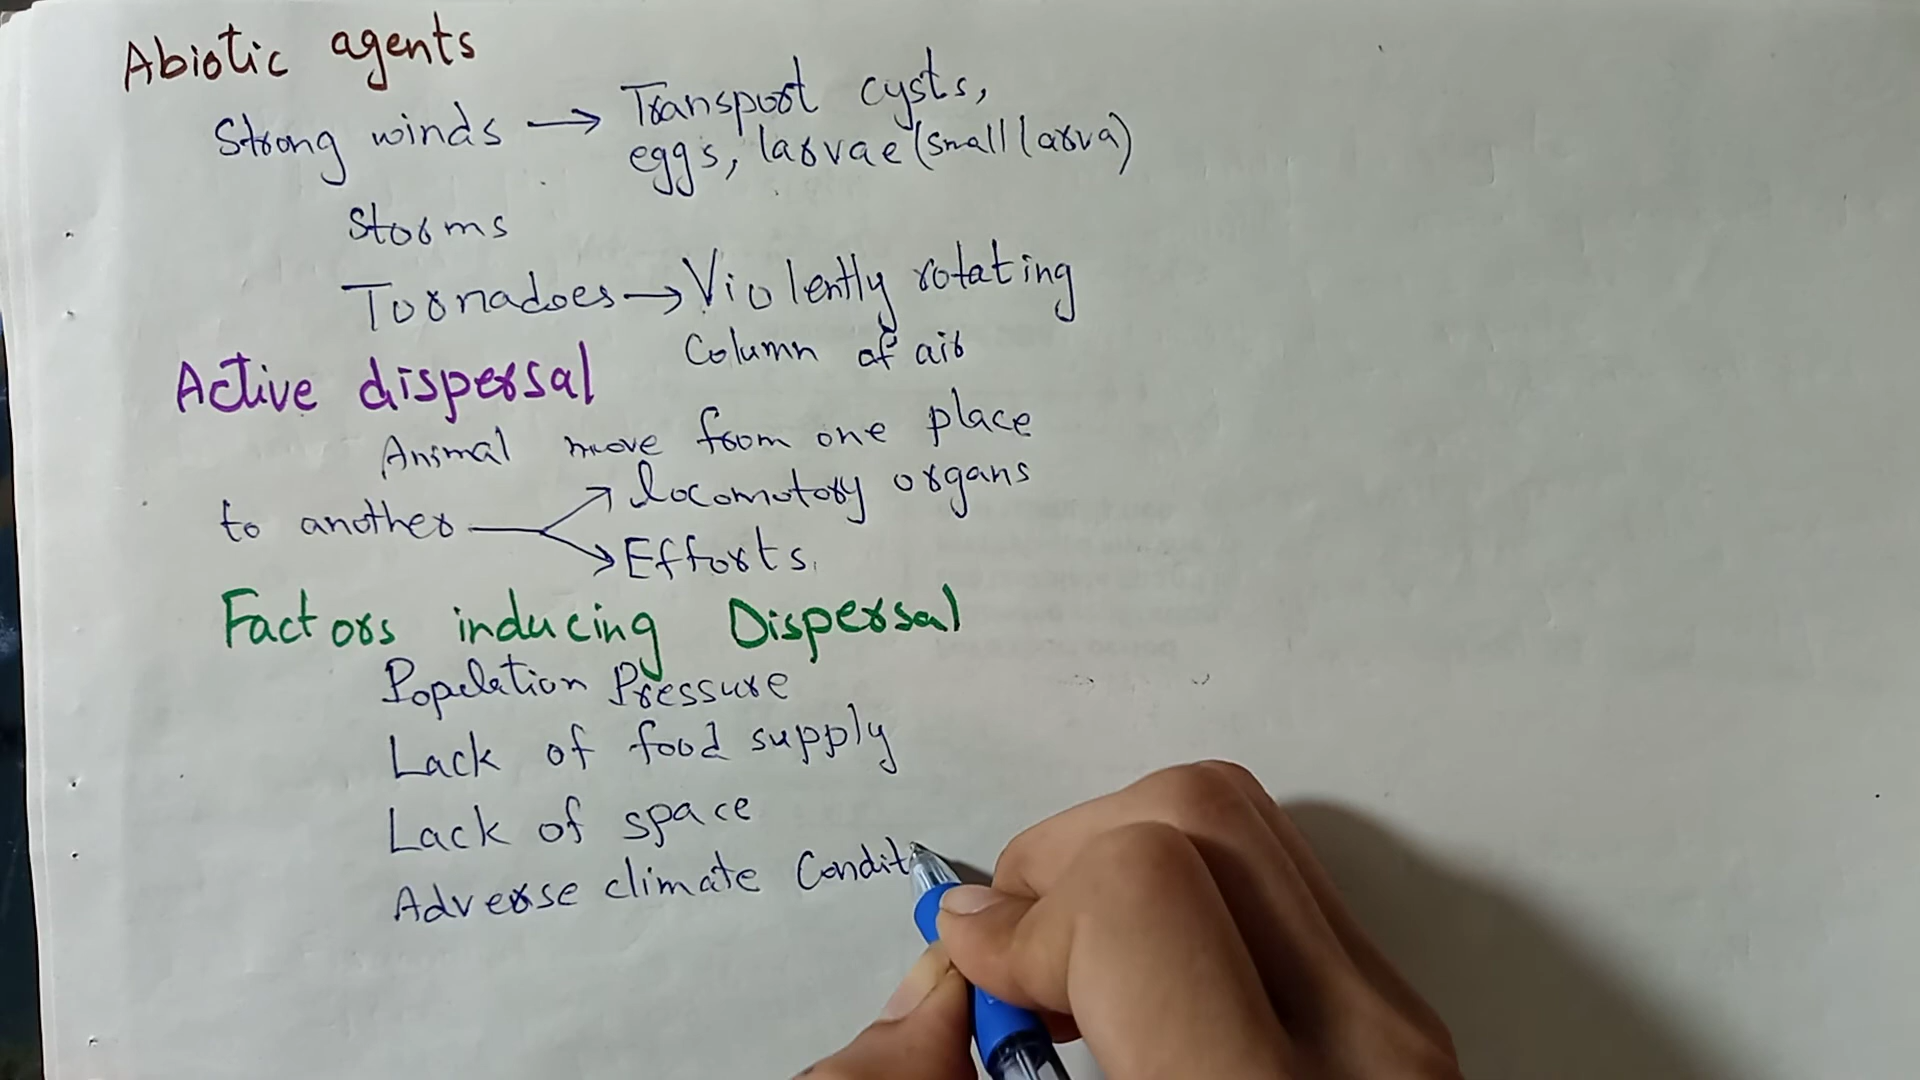 Abiotic agents
Strong winds → Transport cysts,
eggs, larvae (small larva)
Storms
Tornadoes → Violently rotating
Column of air
Active dispersal
Animal move from one place
to another → locomotory organs
→ Efforts.
Factors inducing Dispersal
Population Pressure
Lack of food supply
Lack of space
Adverse climate Condit